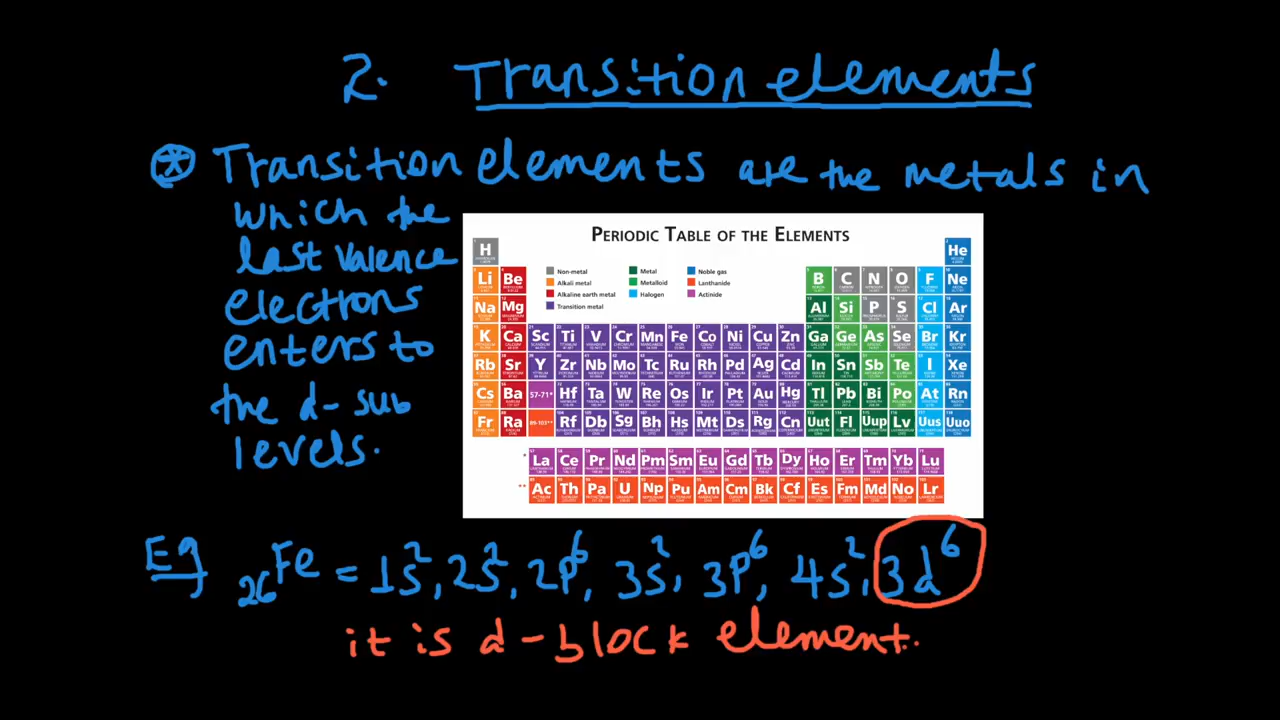 2. Transition elements
⊛ Transition elements are the metals in
which the
last valence
electrons
enters to
the d-sub
levels.
PERIODIC TABLE OF THE ELEMENTS
H He
Non-metal Metal Noble gas
Alkali metal Metalloid Lanthanide
Alkaline earth metal Halogen Actinide
Transition metal
Li Be B C N O F Ne
Na Mg Al Si P S Cl Ar
K Ca Sc Ti V Cr Mn Fe Co Ni Cu Zn Ga Ge As Se Br Kr
Rb Sr Y Zr Nb Mo Tc Ru Rh Pd Ag Cd In Sn Sb Te I Xe
Cs Ba 57-71* Hf Ta W Re Os Ir Pt Au Hg Tl Pb Bi Po At Rn
Fr Ra 89-103** Rf Db Sg Bh Hs Mt Ds Rg Cn Uut Fl Uup Lv Uus Uuo
* La Ce Pr Nd Pm Sm Eu Gd Tb Dy Ho Er Tm Yb Lu
** Ac Th Pa U Np Pu Am Cm Bk Cf Es Fm Md No Lr
Eg ₂₆Fe = 1s², 2s², 2p⁶, 3s², 3p⁶, 4s², 3d⁶
it is d-block element.